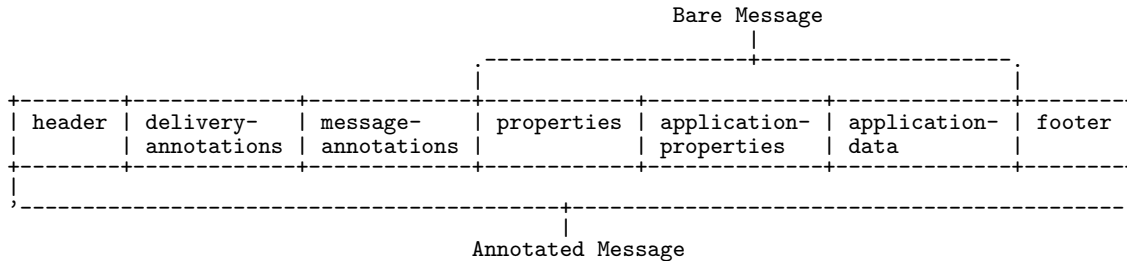 Bare Message
header delivery- message- properties application- application- footer
annotations annotations properties data
Annotated Message